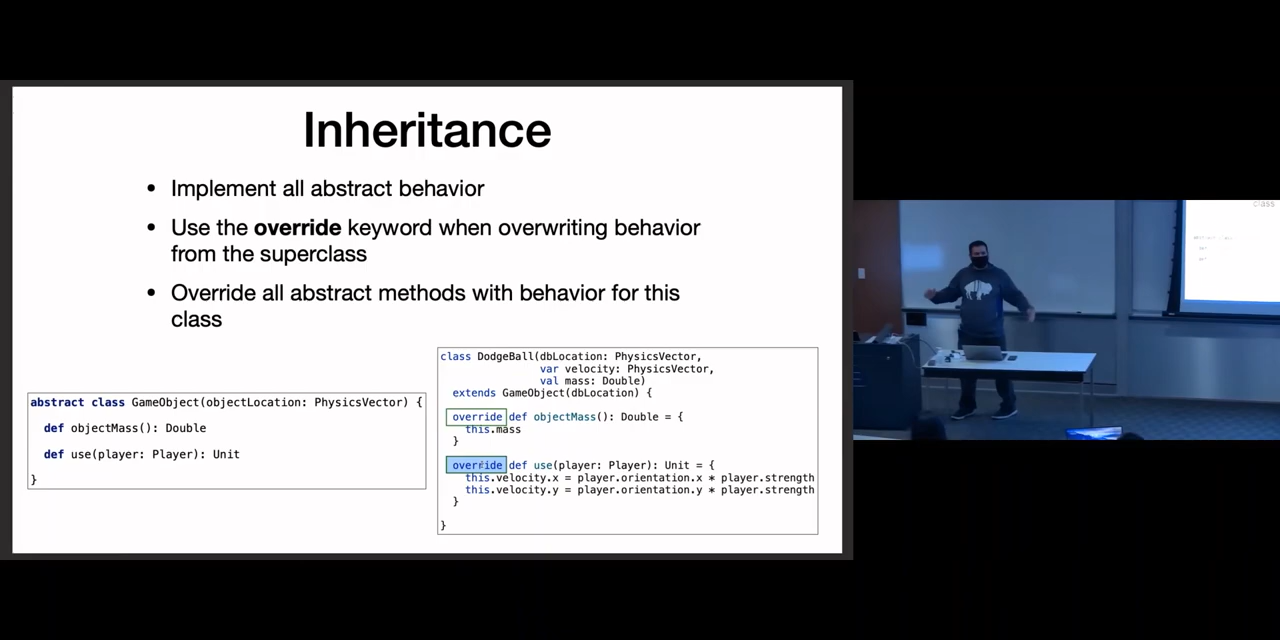 Inheritance
• Implement all abstract behavior
• Use the override keyword when overwriting behavior
from the superclass
• Override all abstract methods with behavior for this
class
abstract class GameObject(objectLocation: PhysicsVector) {
def objectMass(): Double
def use(player: Player): Unit
}
class DodgeBall(dbLocation: PhysicsVector,
var velocity: PhysicsVector,
val mass: Double)
extends GameObject(dbLocation) {
override def objectMass(): Double = {
this.mass
}
override def use(player: Player): Unit = {
this.velocity.x = player.orientation.x * player.strength
this.velocity.y = player.orientation.y * player.strength
}
}
class